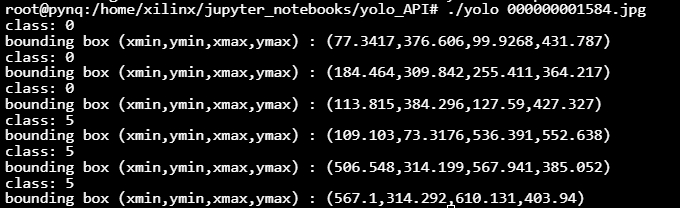 root@pynq:/home/xilinx/jupyter_notebooks/yolo_API# ./yolo 000000001584.jpg
class: 0
bounding box (xmin,ymin,xmax,ymax) : (77.3417,376.606,99.9268,431.787)
class: 0
bounding box (xmin,ymin,xmax,ymax) : (184.464,309.842,255.411,364.217)
class: 0
bounding box (xmin,ymin,xmax,ymax) : (113.815,384.296,127.59,427.327)
class: 5
bounding box (xmin,ymin,xmax,ymax) : (109.103,73.3176,536.391,552.638)
class: 5
bounding box (xmin,ymin,xmax,ymax) : (506.548,314.199,567.941,385.052)
class: 5
bounding box (xmin,ymin,xmax,ymax) : (567.1,314.292,610.131,403.94)